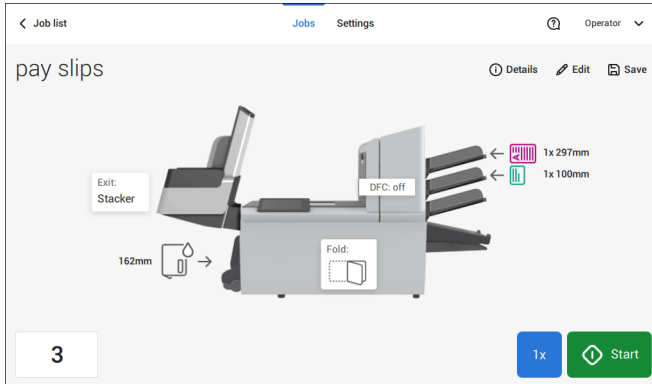 Job list
Jobs
Settings
Operator
pay slips
Details
Edit
Save
1x 297mm
1x 100mm
DFC: off
Exit:
Stacker
Fold:
162mm
3
1x
Start